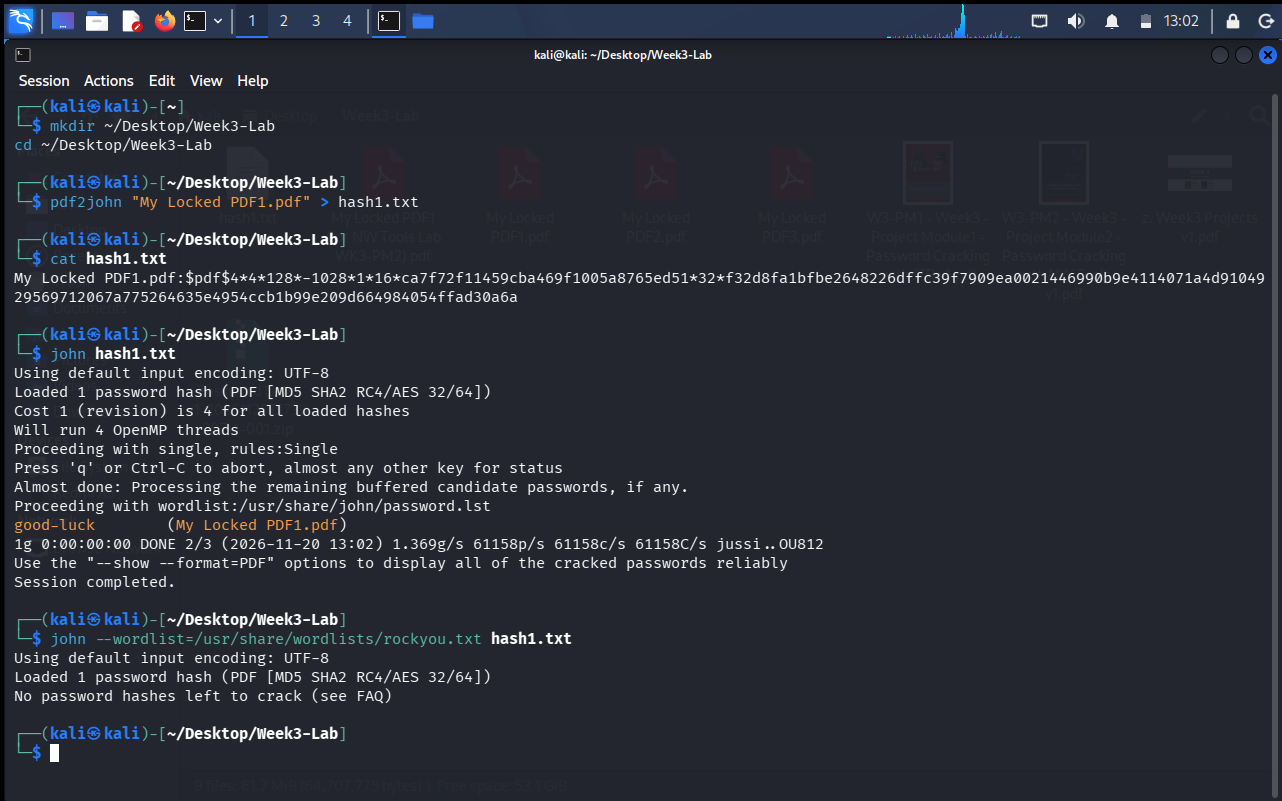 1 2 3 4 13:02
kali@kali: ~/Desktop/Week3-Lab
Session Actions Edit View Help
┌──(kali㉿kali)-[~]
└─$ mkdir ~/Desktop/Week3-Lab
cd ~/Desktop/Week3-Lab
┌──(kali㉿kali)-[~/Desktop/Week3-Lab]
└─$ pdf2john "My Locked PDF1.pdf" > hash1.txt
┌──(kali㉿kali)-[~/Desktop/Week3-Lab]
└─$ cat hash1.txt
My Locked PDF1.pdf:$pdf$4*4*128*-1028*1*16*ca7f72f11459cba469f1005a8765ed51*32*f32d8fa1bfbe2648226dffc39f7909ea0021446990b9e4114071a4d91049
29569712067a775264635e4954ccb1b99e209d664984054ffad30a6a
┌──(kali㉿kali)-[~/Desktop/Week3-Lab]
└─$ john hash1.txt
Using default input encoding: UTF-8
Loaded 1 password hash (PDF [MD5 SHA2 RC4/AES 32/64])
Cost 1 (revision) is 4 for all loaded hashes
Will run 4 OpenMP threads
Proceeding with single, rules:Single
Press 'q' or Ctrl-C to abort, almost any other key for status
Almost done: Processing the remaining buffered candidate passwords, if any.
Proceeding with wordlist:/usr/share/john/password.lst
good-luck        (My Locked PDF1.pdf)
1g 0:00:00:00 DONE 2/3 (2026-11-20 13:02) 1.369g/s 61158p/s 61158c/s 61158C/s jussi..OU812
Use the "--show --format=PDF" options to display all of the cracked passwords reliably
Session completed.
┌──(kali㉿kali)-[~/Desktop/Week3-Lab]
└─$ john --wordlist=/usr/share/wordlists/rockyou.txt hash1.txt
Using default input encoding: UTF-8
Loaded 1 password hash (PDF [MD5 SHA2 RC4/AES 32/64])
No password hashes left to crack (see FAQ)
┌──(kali㉿kali)-[~/Desktop/Week3-Lab]
└─$